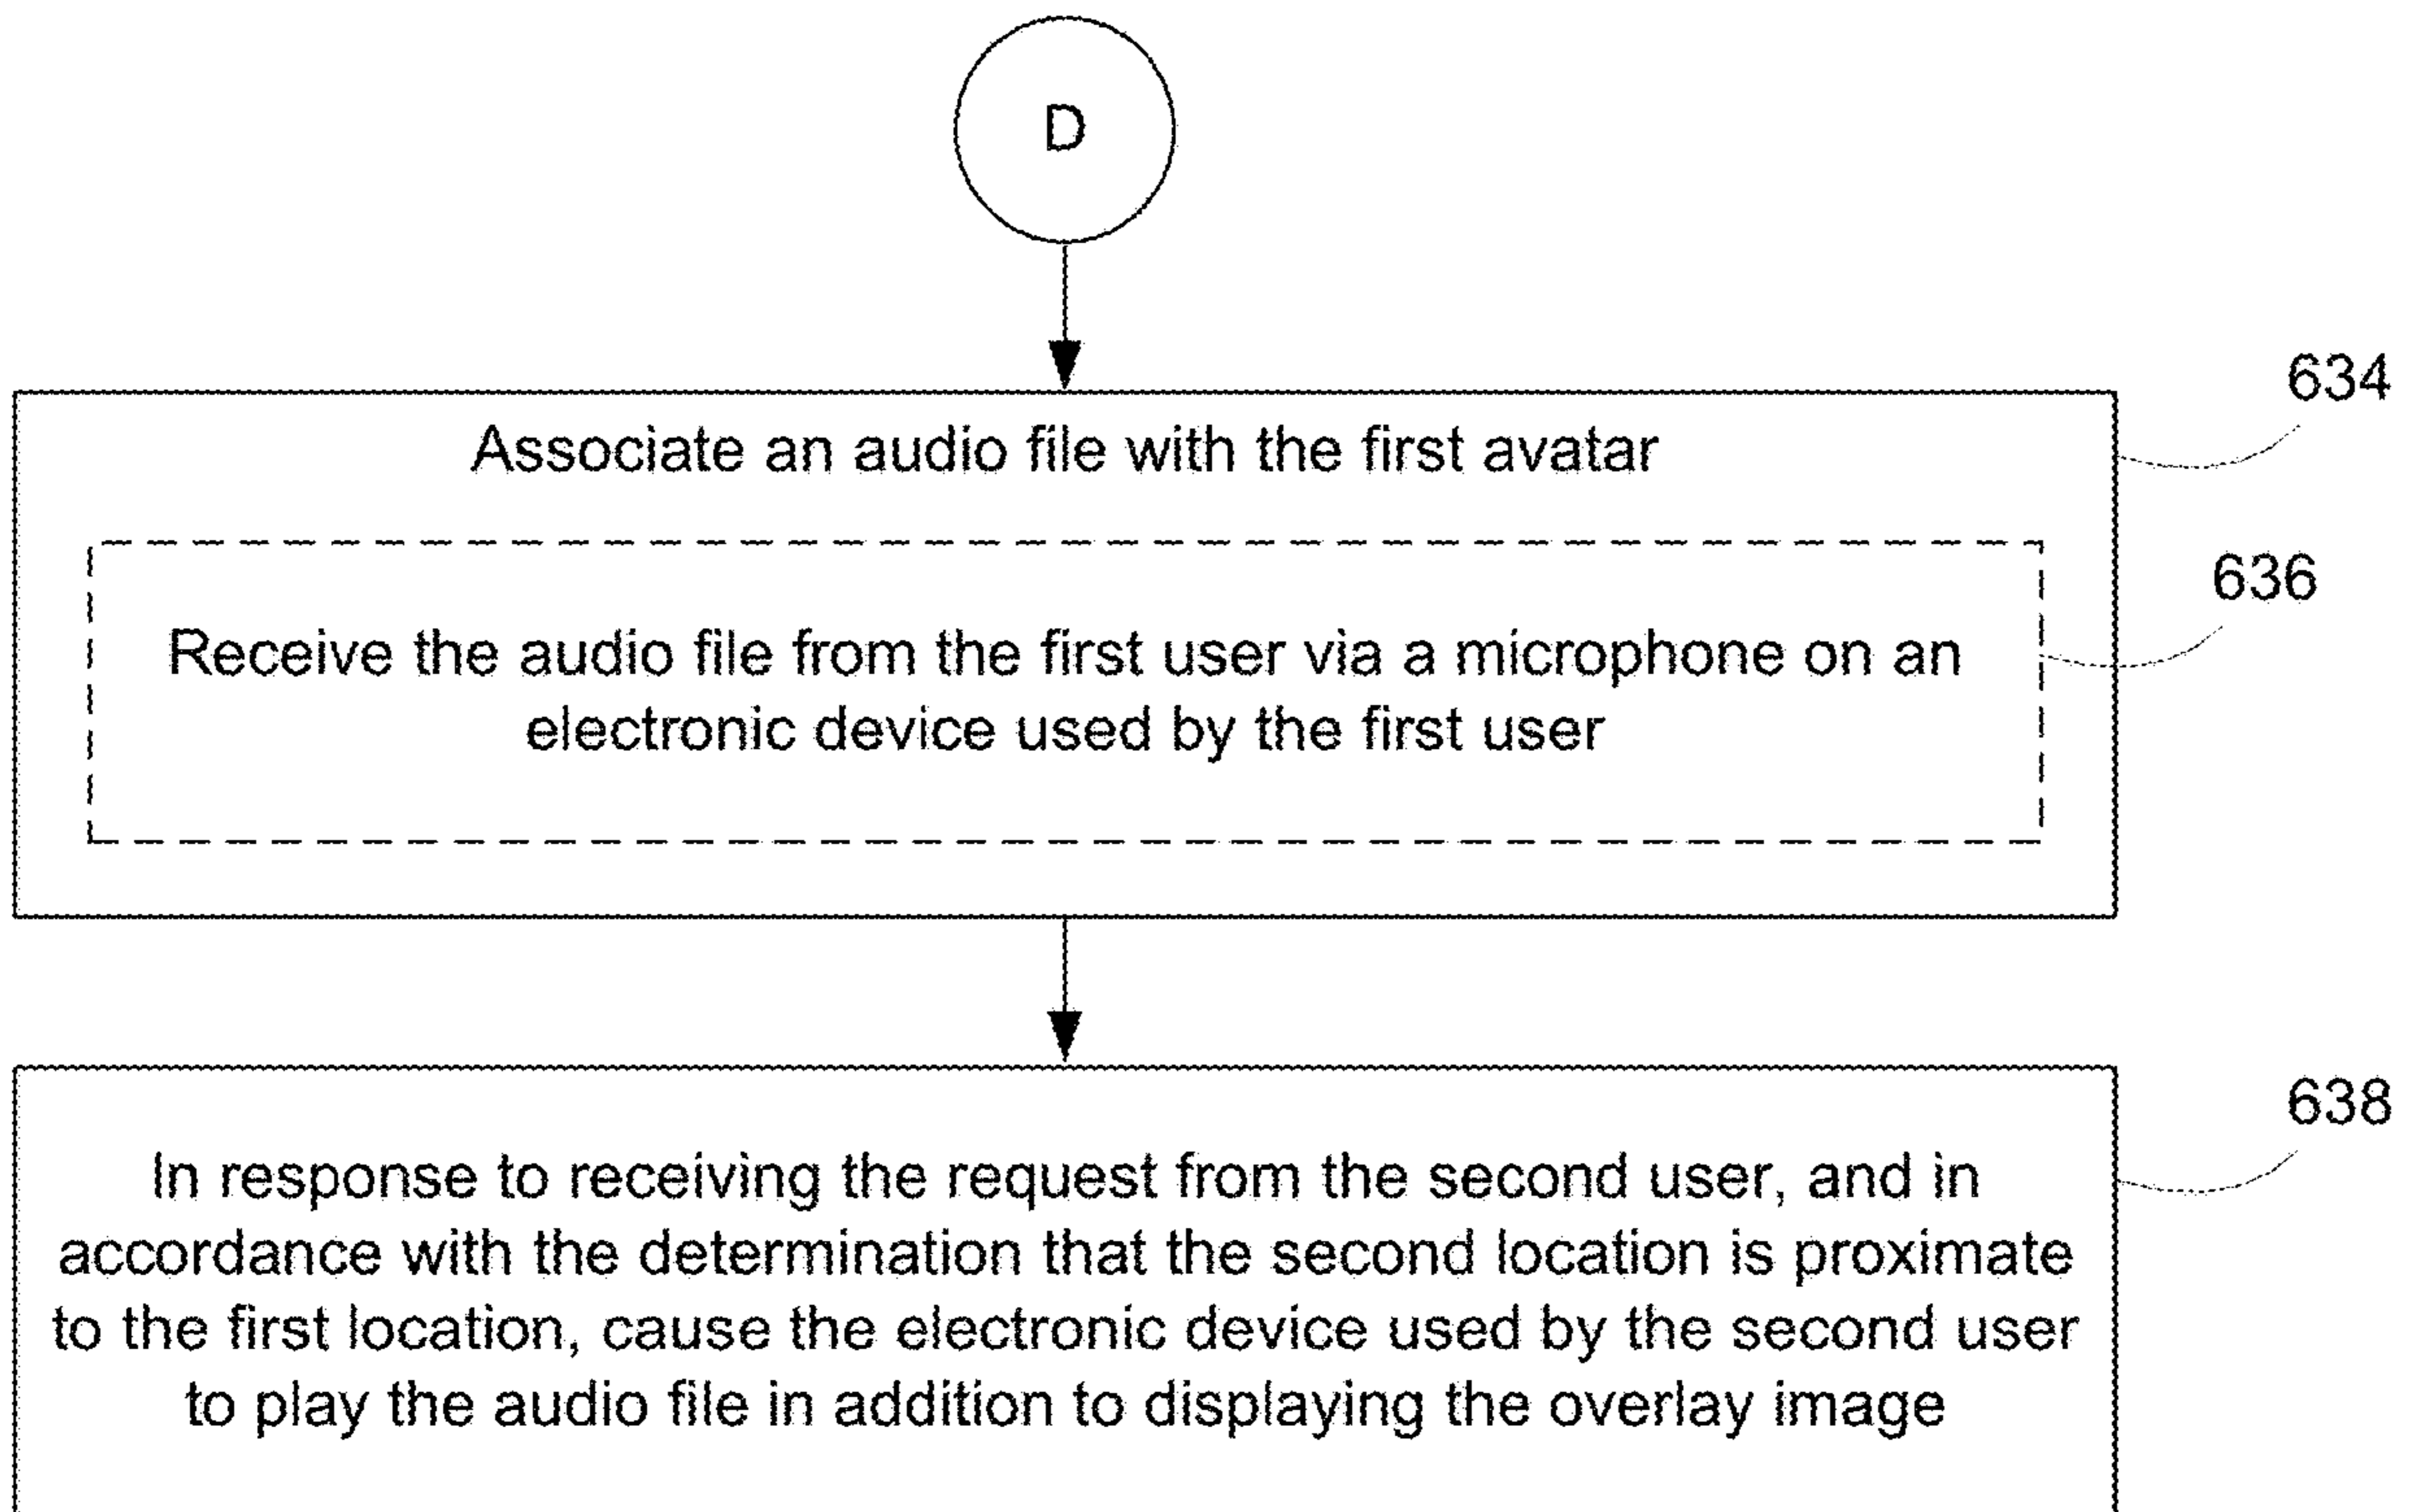 D
634
Associate an audio file with the first avatar
636
Receive the audio file from the first user via a microphone on an
electronic device used by the first user
638
In response to receiving the request from the second user, and in
accordance with the determination that the second location is proximate
to the first location, cause the electronic device used by the second user
to play the audio file in addition to displaying the overlay image